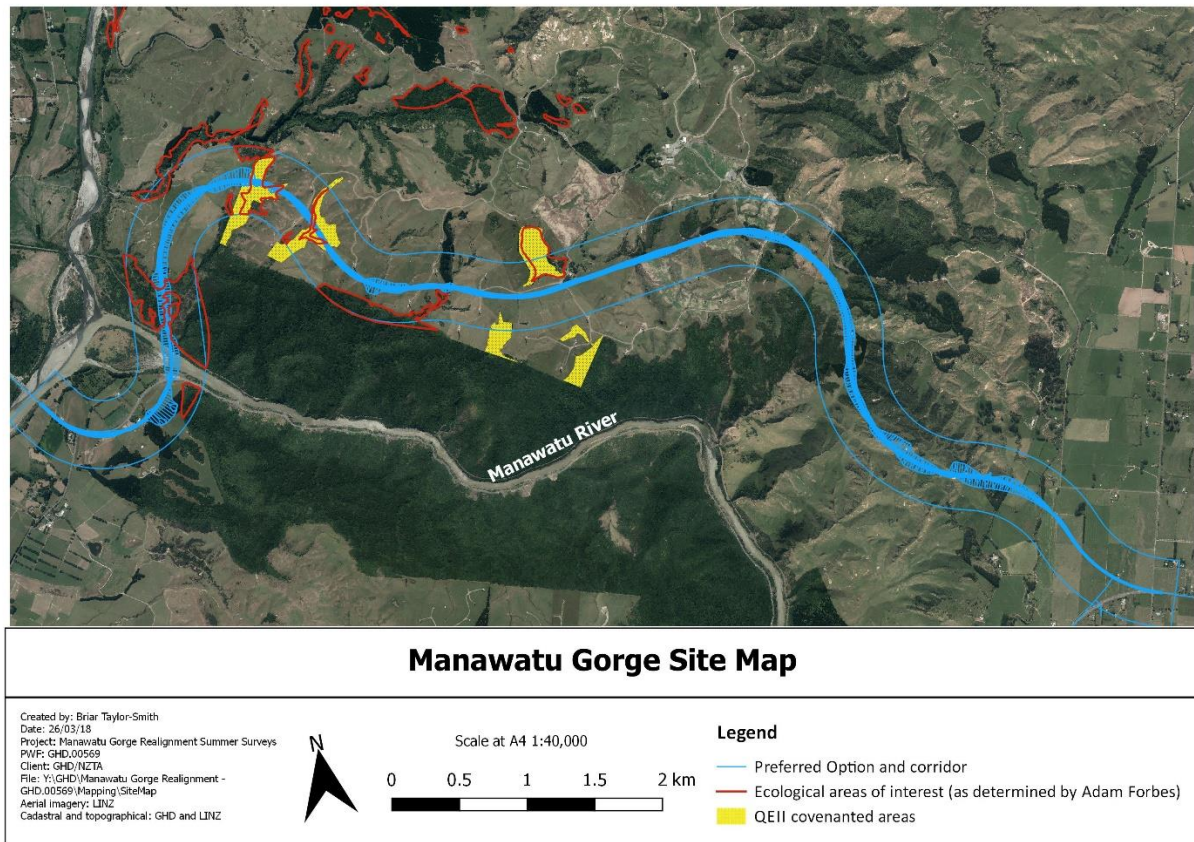 Manawatu River
Manawatu Gorge Site Map
Created by: Briar Taylor-Smith
Date: 26/03/18
Project: Manawatu Gorge Realignment Summer Surveys
PWF: GHD.00569
Client: GHD/NZTA
File: Y:\GHD\Manawatu Gorge Realignment -
GHD.00569\Mapping\SiteMap
Aerial imagery: LINZ
Cadastral and topographical: GHD and LINZ
N
Scale at A4 1:40,000
0 0.5 1 1.5 2 km
Legend
Preferred Option and corridor
Ecological areas of interest (as determined by Adam Forbes)
QEII covenanted areas